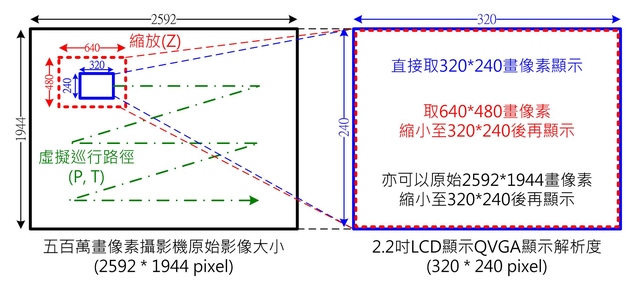 2592
1944
640
480
縮放(Z)
320
240
虛擬巡行路徑
(P, T)
五百萬畫像素攝影機原始影像大小
(2592 * 1944 pixel)
320
240
直接取320*240畫像素顯示
取640*480畫像素
縮小至320*240後再顯示
亦可以原始2592*1944畫像素
縮小至320*240後再顯示
2.2吋LCD顯示QVGA顯示解析度
(320 * 240 pixel)